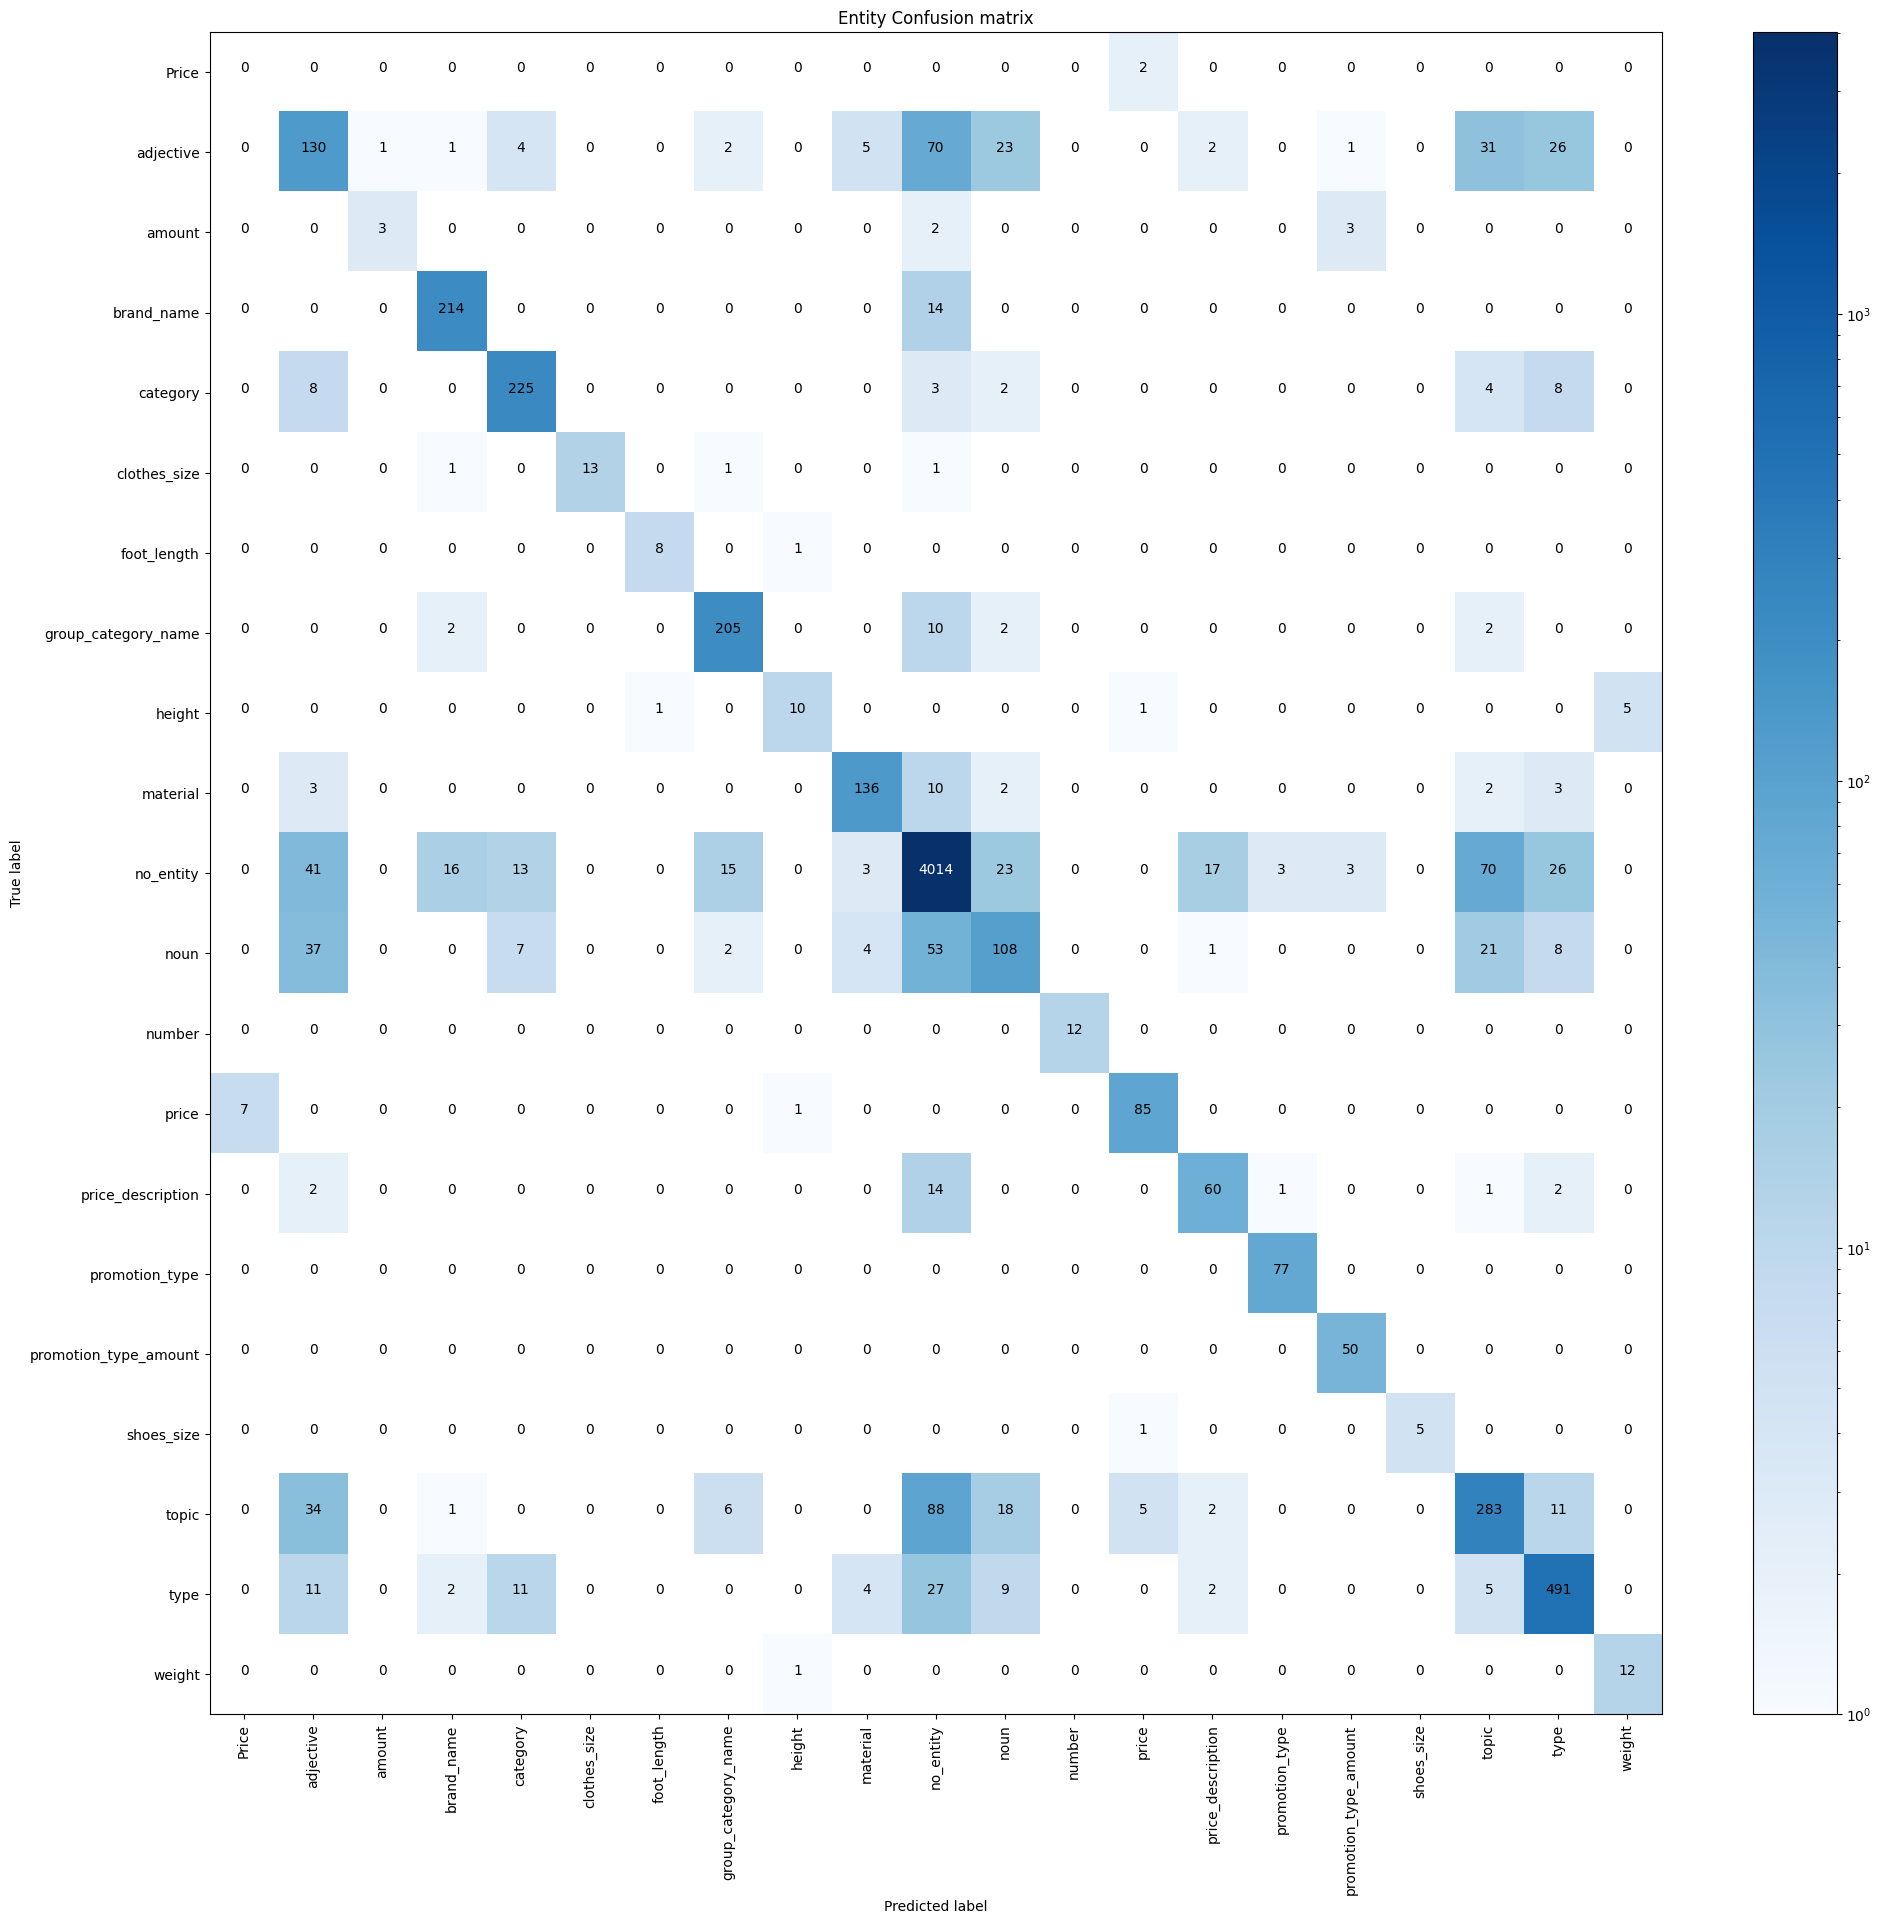 Entity Confusion matrix
Price 0 0 0 0 0 0 0 0 0 0 0 0 0 2 0 0 0 0 0 0 0
adjective 0 130 1 1 4 0 0 2 0 5 70 23 0 0 2 0 1 0 31 26 0
amount 0 0 3 0 0 0 0 0 0 0 2 0 0 0 0 0 3 0 0 0 0
brand_name 0 0 0 214 0 0 0 0 0 0 14 0 0 0 0 0 0 0 0 0 0
category 0 8 0 0 225 0 0 0 0 0 3 2 0 0 0 0 0 0 4 8 0
clothes_size 0 0 0 1 0 13 0 1 0 0 1 0 0 0 0 0 0 0 0 0 0
foot_length 0 0 0 0 0 0 8 0 1 0 0 0 0 0 0 0 0 0 0 0 0
group_category_name 0 0 0 2 0 0 0 205 0 0 10 2 0 0 0 0 0 0 2 0 0
height 0 0 0 0 0 0 1 0 10 0 0 0 0 1 0 0 0 0 0 0 5
material 0 3 0 0 0 0 0 0 0 136 10 2 0 0 0 0 0 0 2 3 0
no_entity 0 41 0 16 13 0 0 15 0 3 4014 23 0 0 17 3 3 0 70 26 0
noun 0 37 0 0 7 0 0 2 0 4 53 108 0 0 1 0 0 0 21 8 0
number 0 0 0 0 0 0 0 0 0 0 0 0 12 0 0 0 0 0 0 0 0
price 7 0 0 0 0 0 0 0 1 0 0 0 0 85 0 0 0 0 0 0 0
price_description 0 2 0 0 0 0 0 0 0 0 14 0 0 0 60 1 0 0 1 2 0
promotion_type 0 0 0 0 0 0 0 0 0 0 0 0 0 0 0 77 0 0 0 0 0
promotion_type_amount 0 0 0 0 0 0 0 0 0 0 0 0 0 0 0 0 50 0 0 0 0
shoes_size 0 0 0 0 0 0 0 0 0 0 0 0 0 1 0 0 0 5 0 0 0
topic 0 34 0 1 0 0 0 6 0 0 88 18 0 5 2 0 0 0 283 11 0
type 0 11 0 2 11 0 0 0 0 4 27 9 0 0 2 0 0 0 5 491 0
weight 0 0 0 0 0 0 0 0 1 0 0 0 0 0 0 0 0 0 0 0 12
True label
Price
adjective
amount
brand_name
category
clothes_size
foot_length
group_category_name
height
material
no_entity
noun
number
price
price_description
promotion_type
promotion_type_amount
shoes_size
topic
type
weight
Predicted label
10³
10²
10¹
10⁰